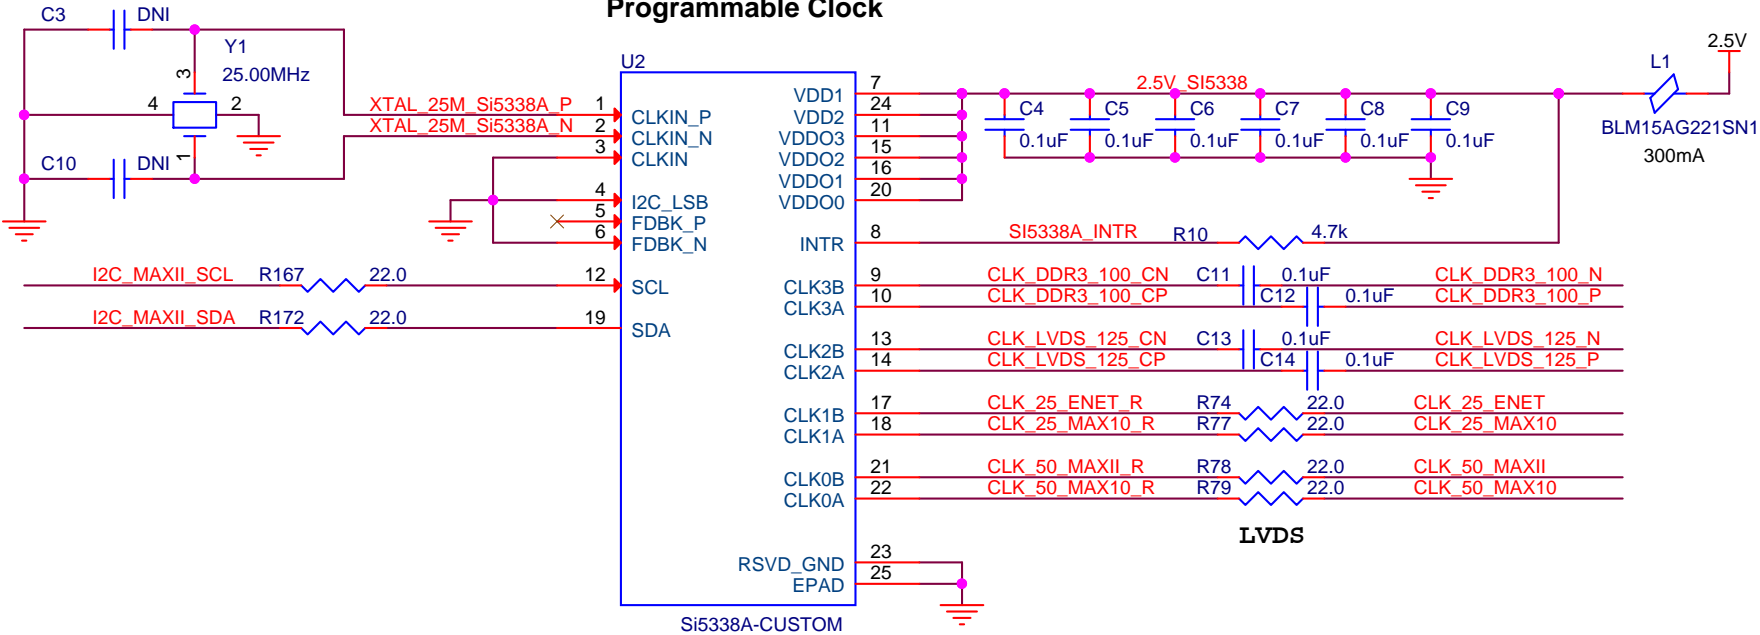 Programmable Clock
C3 DNI
Y1
25.00MHz
3
4 2
1
C10 DNI
XTAL_25M_Si5338A_P
XTAL_25M_Si5338A_N
U2
1 CLKIN_P
2 CLKIN_N
3 CLKIN
4 I2C_LSB
5 FDBK_P
6 FDBK_N
I2C_MAXII_SCL R167 22.0 12 SCL
I2C_MAXII_SDA R172 22.0 19 SDA
VDD1 7
VDD2 24
VDDO3 11
VDDO2 15
VDDO1 16
VDDO0 20
2.5V_SI5338
C4 0.1uF
C5 0.1uF
C6 0.1uF
C7 0.1uF
C8 0.1uF
C9 0.1uF
2.5V
L1
BLM15AG221SN1
300mA
INTR 8 SI5338A_INTR R10 4.7k
CLK3B 9 CLK_DDR3_100_CN C11 0.1uF CLK_DDR3_100_N
CLK3A 10 CLK_DDR3_100_CP C12 0.1uF CLK_DDR3_100_P
CLK2B 13 CLK_LVDS_125_CN C13 0.1uF CLK_LVDS_125_N
CLK2A 14 CLK_LVDS_125_CP C14 0.1uF CLK_LVDS_125_P
CLK1B 17 CLK_25_ENET_R R74 22.0 CLK_25_ENET
CLK1A 18 CLK_25_MAX10_R R77 22.0 CLK_25_MAX10
CLK0B 21 CLK_50_MAXII_R R78 22.0 CLK_50_MAXII
CLK0A 22 CLK_50_MAX10_R R79 22.0 CLK_50_MAX10
LVDS
RSVD_GND 23
EPAD 25
Si5338A-CUSTOM